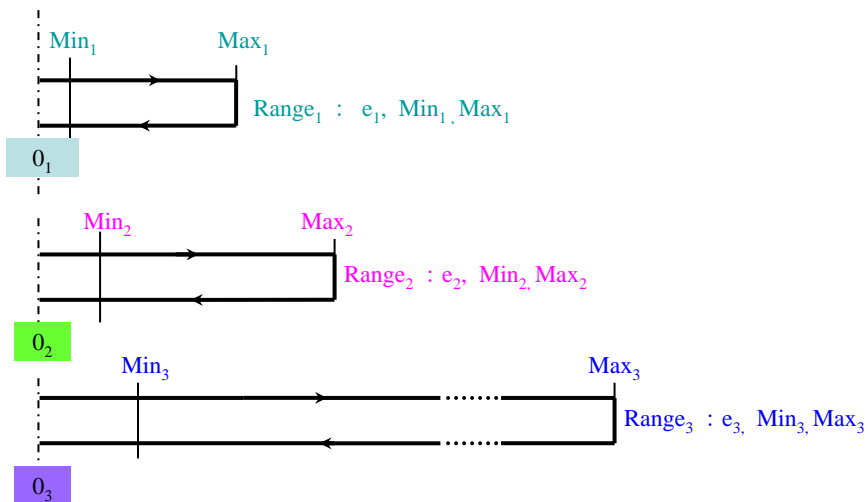 Min₁ Max₁
Range₁ : e₁, Min₁, Max₁
0₁
Min₂ Max₂
Range₂ : e₂, Min₂, Max₂
0₂
Min₃ Max₃
Range₃ : e₃, Min₃, Max₃
0₃